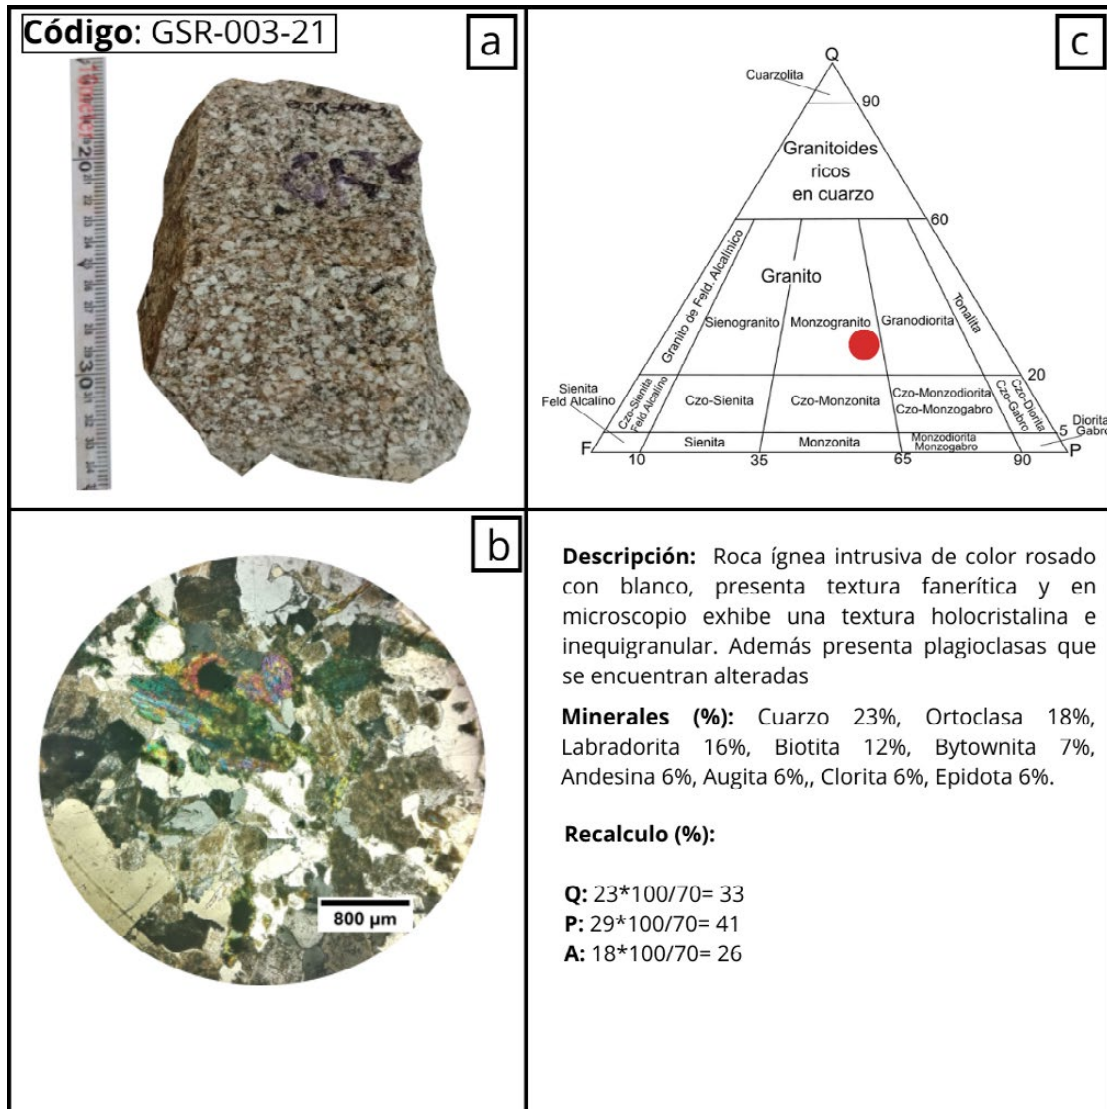 Código: GSR-003-21
a
c
Q
Cuarzolita
90
Granitoides
ricos
en cuarzo
60
Granito de Feld. Alcalínico
Granito
Sienogranito
Monzogranito
Granodiorita
Tonalita
20
Sienita
Feld Alcalino
Czo-Sienita
Feld Alcalino
Czo-Sienita
Czo-Monzonita
Czo-Monzodiorita
Czo-Monzogabro
Czo-Diorita
Czo-Gabro
5
Diorita
Gabro
F
Sienita
Monzonita
Monzodiorita
Monzogabro
P
10
35
65
90
b
800 µm
Descripción: Roca ígnea intrusiva de color rosado
con blanco, presenta textura fanerítica y en
microscopio exhibe una textura holocristalina e
inequigranular. Además presenta plagioclasas que
se encuentran alteradas
Minerales (%): Cuarzo 23%, Ortoclasa 18%,
Labradorita 16%, Biotita 12%, Bytownita 7%,
Andesina 6%, Augita 6%,, Clorita 6%, Epidota 6%.
Recalculo (%):
Q: 23*100/70= 33
P: 29*100/70= 41
A: 18*100/70= 26